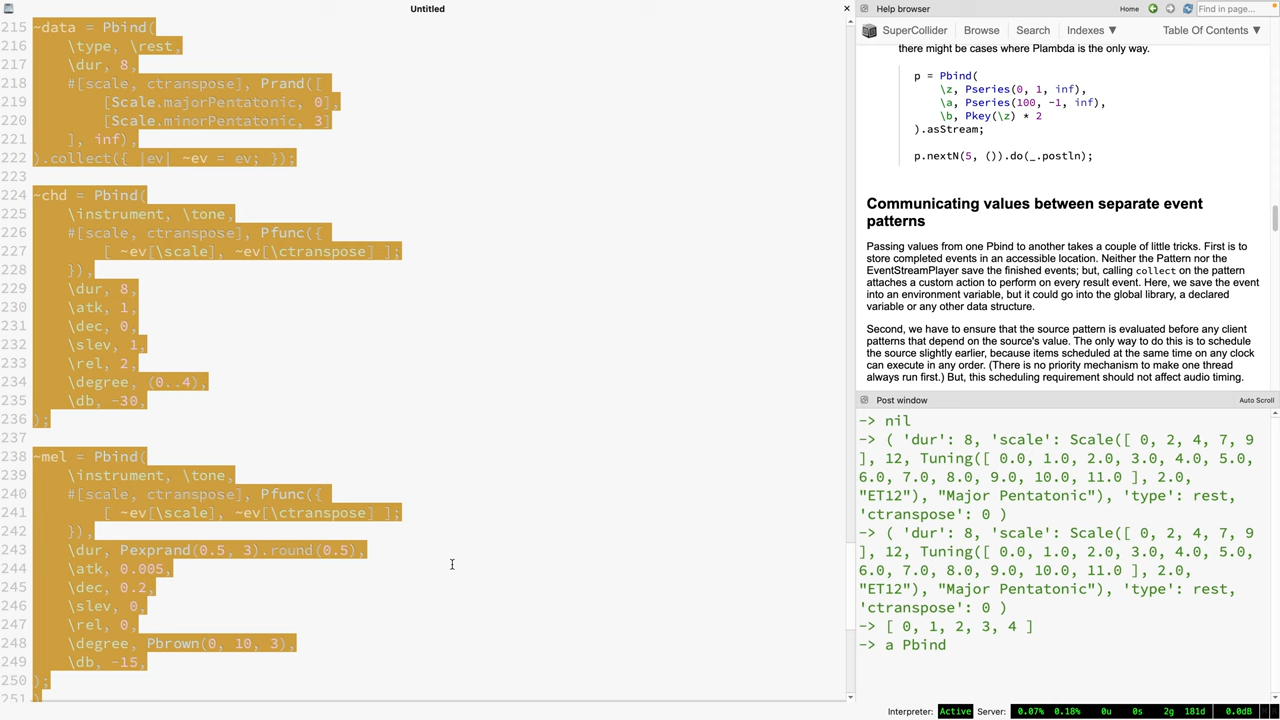 Untitled
215 ~data = Pbind(
216 \type, \rest,
217 \dur, 8,
218 #[scale, ctranspose], Prand([
219 [Scale.majorPentatonic, 0],
220 [Scale.minorPentatonic, 3]
221 ], inf),
222 ).collect({ |ev| ~ev = ev; });
223
224 ~chd = Pbind(
225 \instrument, \tone,
226 #[scale, ctranspose], Pfunc({
227 [ ~ev[\scale], ~ev[\ctranspose] ];
228 }),
229 \dur, 8,
230 \atk, 1,
231 \dec, 0,
232 \slev, 1,
233 \rel, 2,
234 \degree, (0..4),
235 \db, -30,
236 );
237
238 ~mel = Pbind(
239 \instrument, \tone,
240 #[scale, ctranspose], Pfunc({
241 [ ~ev[\scale], ~ev[\ctranspose] ];
242 }),
243 \dur, Pexprand(0.5, 3).round(0.5),
244 \atk, 0.005,
245 \dec, 0.2,
246 \slev, 0,
247 \rel, 0,
248 \degree, Pbrown(0, 10, 3),
249 \db, -15,
250 );
251 )
Help browser Home Find in page...
SuperCollider Browse Search Indexes ▼ Table Of Contents ▼
there might be cases where Plambda is the only way.
p = Pbind(
\z, Pseries(0, 1, inf),
\a, Pseries(100, -1, inf),
\b, Pkey(\z) * 2
).asStream;
p.nextN(5, ()).do(_.postln);
Communicating values between separate event
patterns
Passing values from one Pbind to another takes a couple of little tricks. First is to
store completed events in an accessible location. Neither the Pattern nor the
EventStreamPlayer save the finished events; but, calling collect on the pattern
attaches a custom action to perform on every result event. Here, we save the event
into an environment variable, but it could go into the global library, a declared
variable or any other data structure.
Second, we have to ensure that the source pattern is evaluated before any client
patterns that depend on the source's value. The only way to do this is to schedule
the source slightly earlier, because items scheduled at the same time on any clock
can execute in any order. (There is no priority mechanism to make one thread
always run first.) But, this scheduling requirement should not affect audio timing.
Post window Auto Scroll
-> nil
-> ( 'dur': 8, 'scale': Scale([ 0, 2, 4, 7, 9
], 12, Tuning([ 0.0, 1.0, 2.0, 3.0, 4.0, 5.0,
6.0, 7.0, 8.0, 9.0, 10.0, 11.0 ], 2.0,
"ET12"), "Major Pentatonic"), 'type': rest,
'ctranspose': 0 )
-> ( 'dur': 8, 'scale': Scale([ 0, 2, 4, 7, 9
], 12, Tuning([ 0.0, 1.0, 2.0, 3.0, 4.0, 5.0,
6.0, 7.0, 8.0, 9.0, 10.0, 11.0 ], 2.0,
"ET12"), "Major Pentatonic"), 'type': rest,
'ctranspose': 0 )
-> [ 0, 1, 2, 3, 4 ]
-> a Pbind
Interpreter: Active Server: 0.07% 0.18% 0u 0s 2g 181d 0.0dB